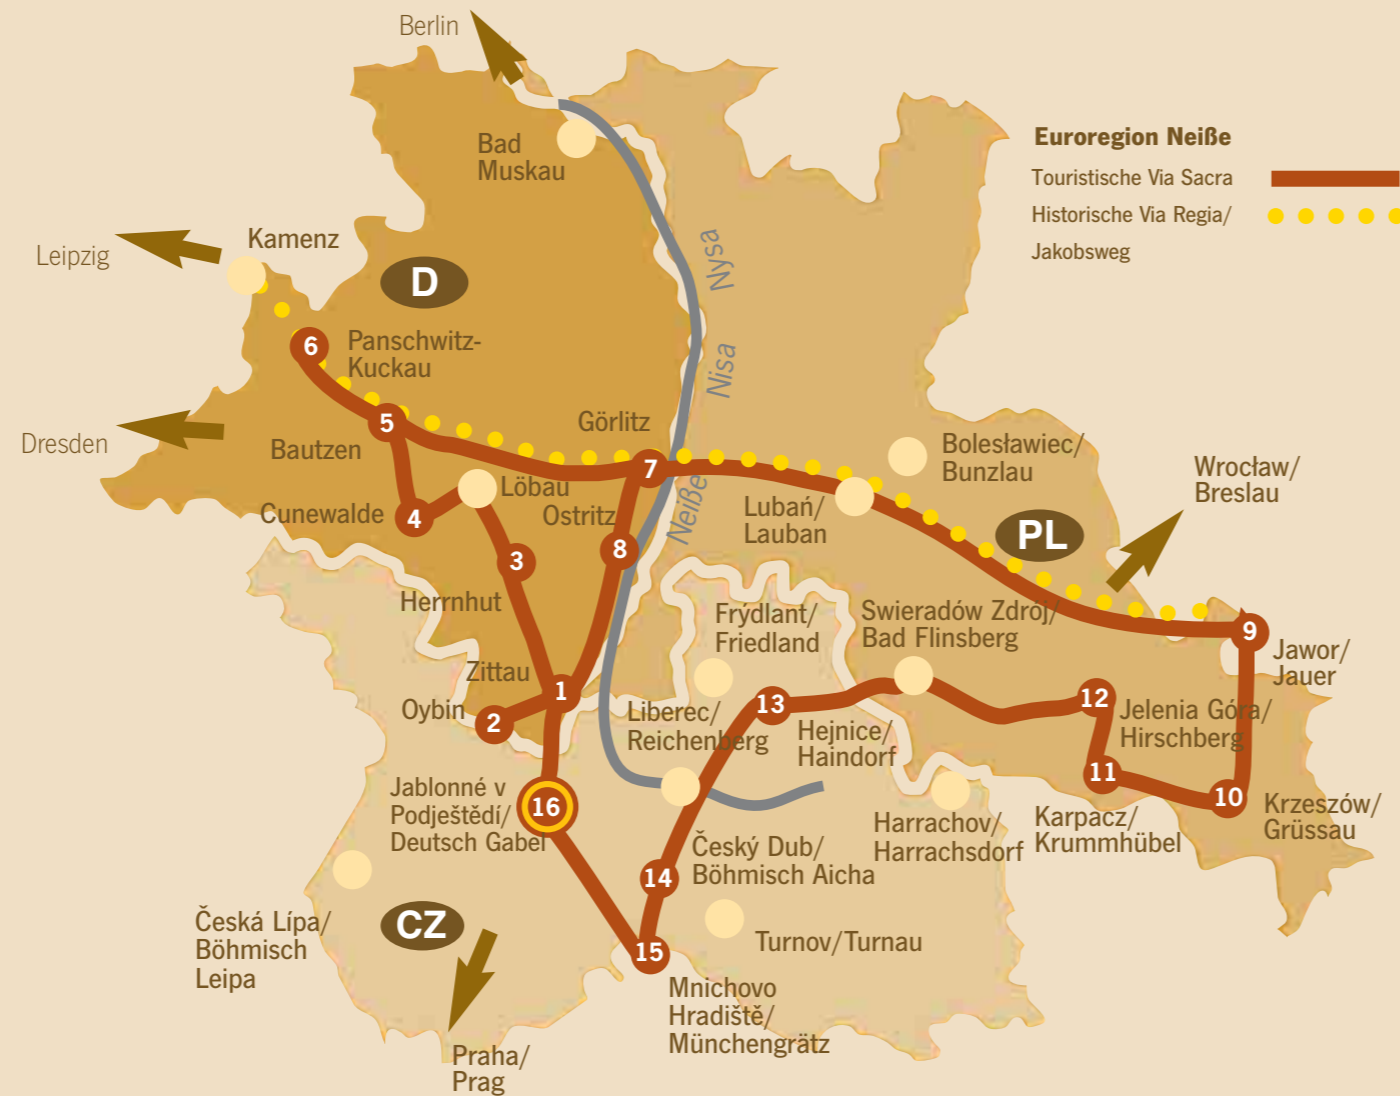 Berlin
Bad
Muskau
Euroregion Neiße
Touristische Via Sacra
Historische Via Regia/
Jakobsweg
Leipzig
Kamenz
D
Nysa
Nisa
Neiße
6
Panschwitz-
Kuckau
Dresden
5
Bautzen
Görlitz
7
Bolesławiec/
Bunzlau
Wrocław/
Breslau
Löbau
Cunewalde
4
Ostritz
8
Lubań/
Lauban
PL
3
Herrnhut
Frýdlant/
Friedland
Swieradów Zdrój/
Bad Flinsberg
9
Jawor/
Jauer
Zittau
1
Oybin
2
Liberec/
Reichenberg
13
Hejnice/
Haindorf
12
Jelenia Góra/
Hirschberg
11
10
Krzeszów/
Grüssau
Karpacz/
Krummhübel
Jablonné v
Podještědí/
Deutsch Gabel
16
Harrachov/
Harrachsdorf
Český Dub/
Böhmisch Aicha
14
Česká Lípa/
Böhmisch
Leipa
CZ
15
Turnov/Turnau
Mnichovo
Hradiště/
Münchengrätz
Praha/
Prag